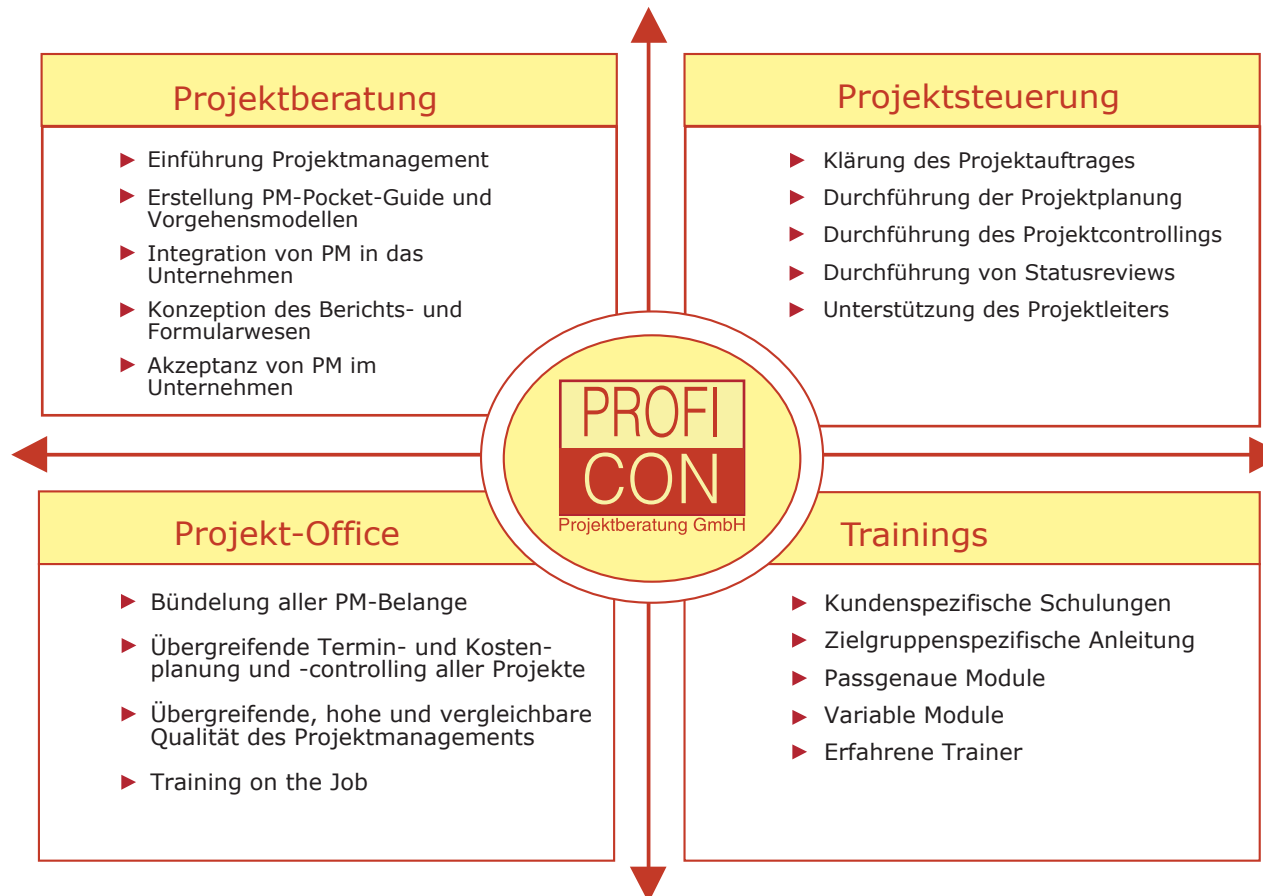 Projektberatung
Einführung Projektmanagement
Erstellung PM-Pocket-Guide und
Vorgehensmodellen
Integration von PM in das
Unternehmen
Konzeption des Berichts- und
Formularwesen
Akzeptanz von PM im
Unternehmen
Projektsteuerung
Klärung des Projektauftrages
Durchführung der Projektplanung
Durchführung des Projektcontrollings
Durchführung von Statusreviews
Unterstützung des Projektleiters
PROFI
CON
Projektberatung GmbH
Projekt-Office
Bündelung aller PM-Belange
Übergreifende Termin- und Kosten-
planung und -controlling aller Projekte
Übergreifende, hohe und vergleichbare
Qualität des Projektmanagements
Training on the Job
Trainings
Kundenspezifische Schulungen
Zielgruppenspezifische Anleitung
Passgenaue Module
Variable Module
Erfahrene Trainer